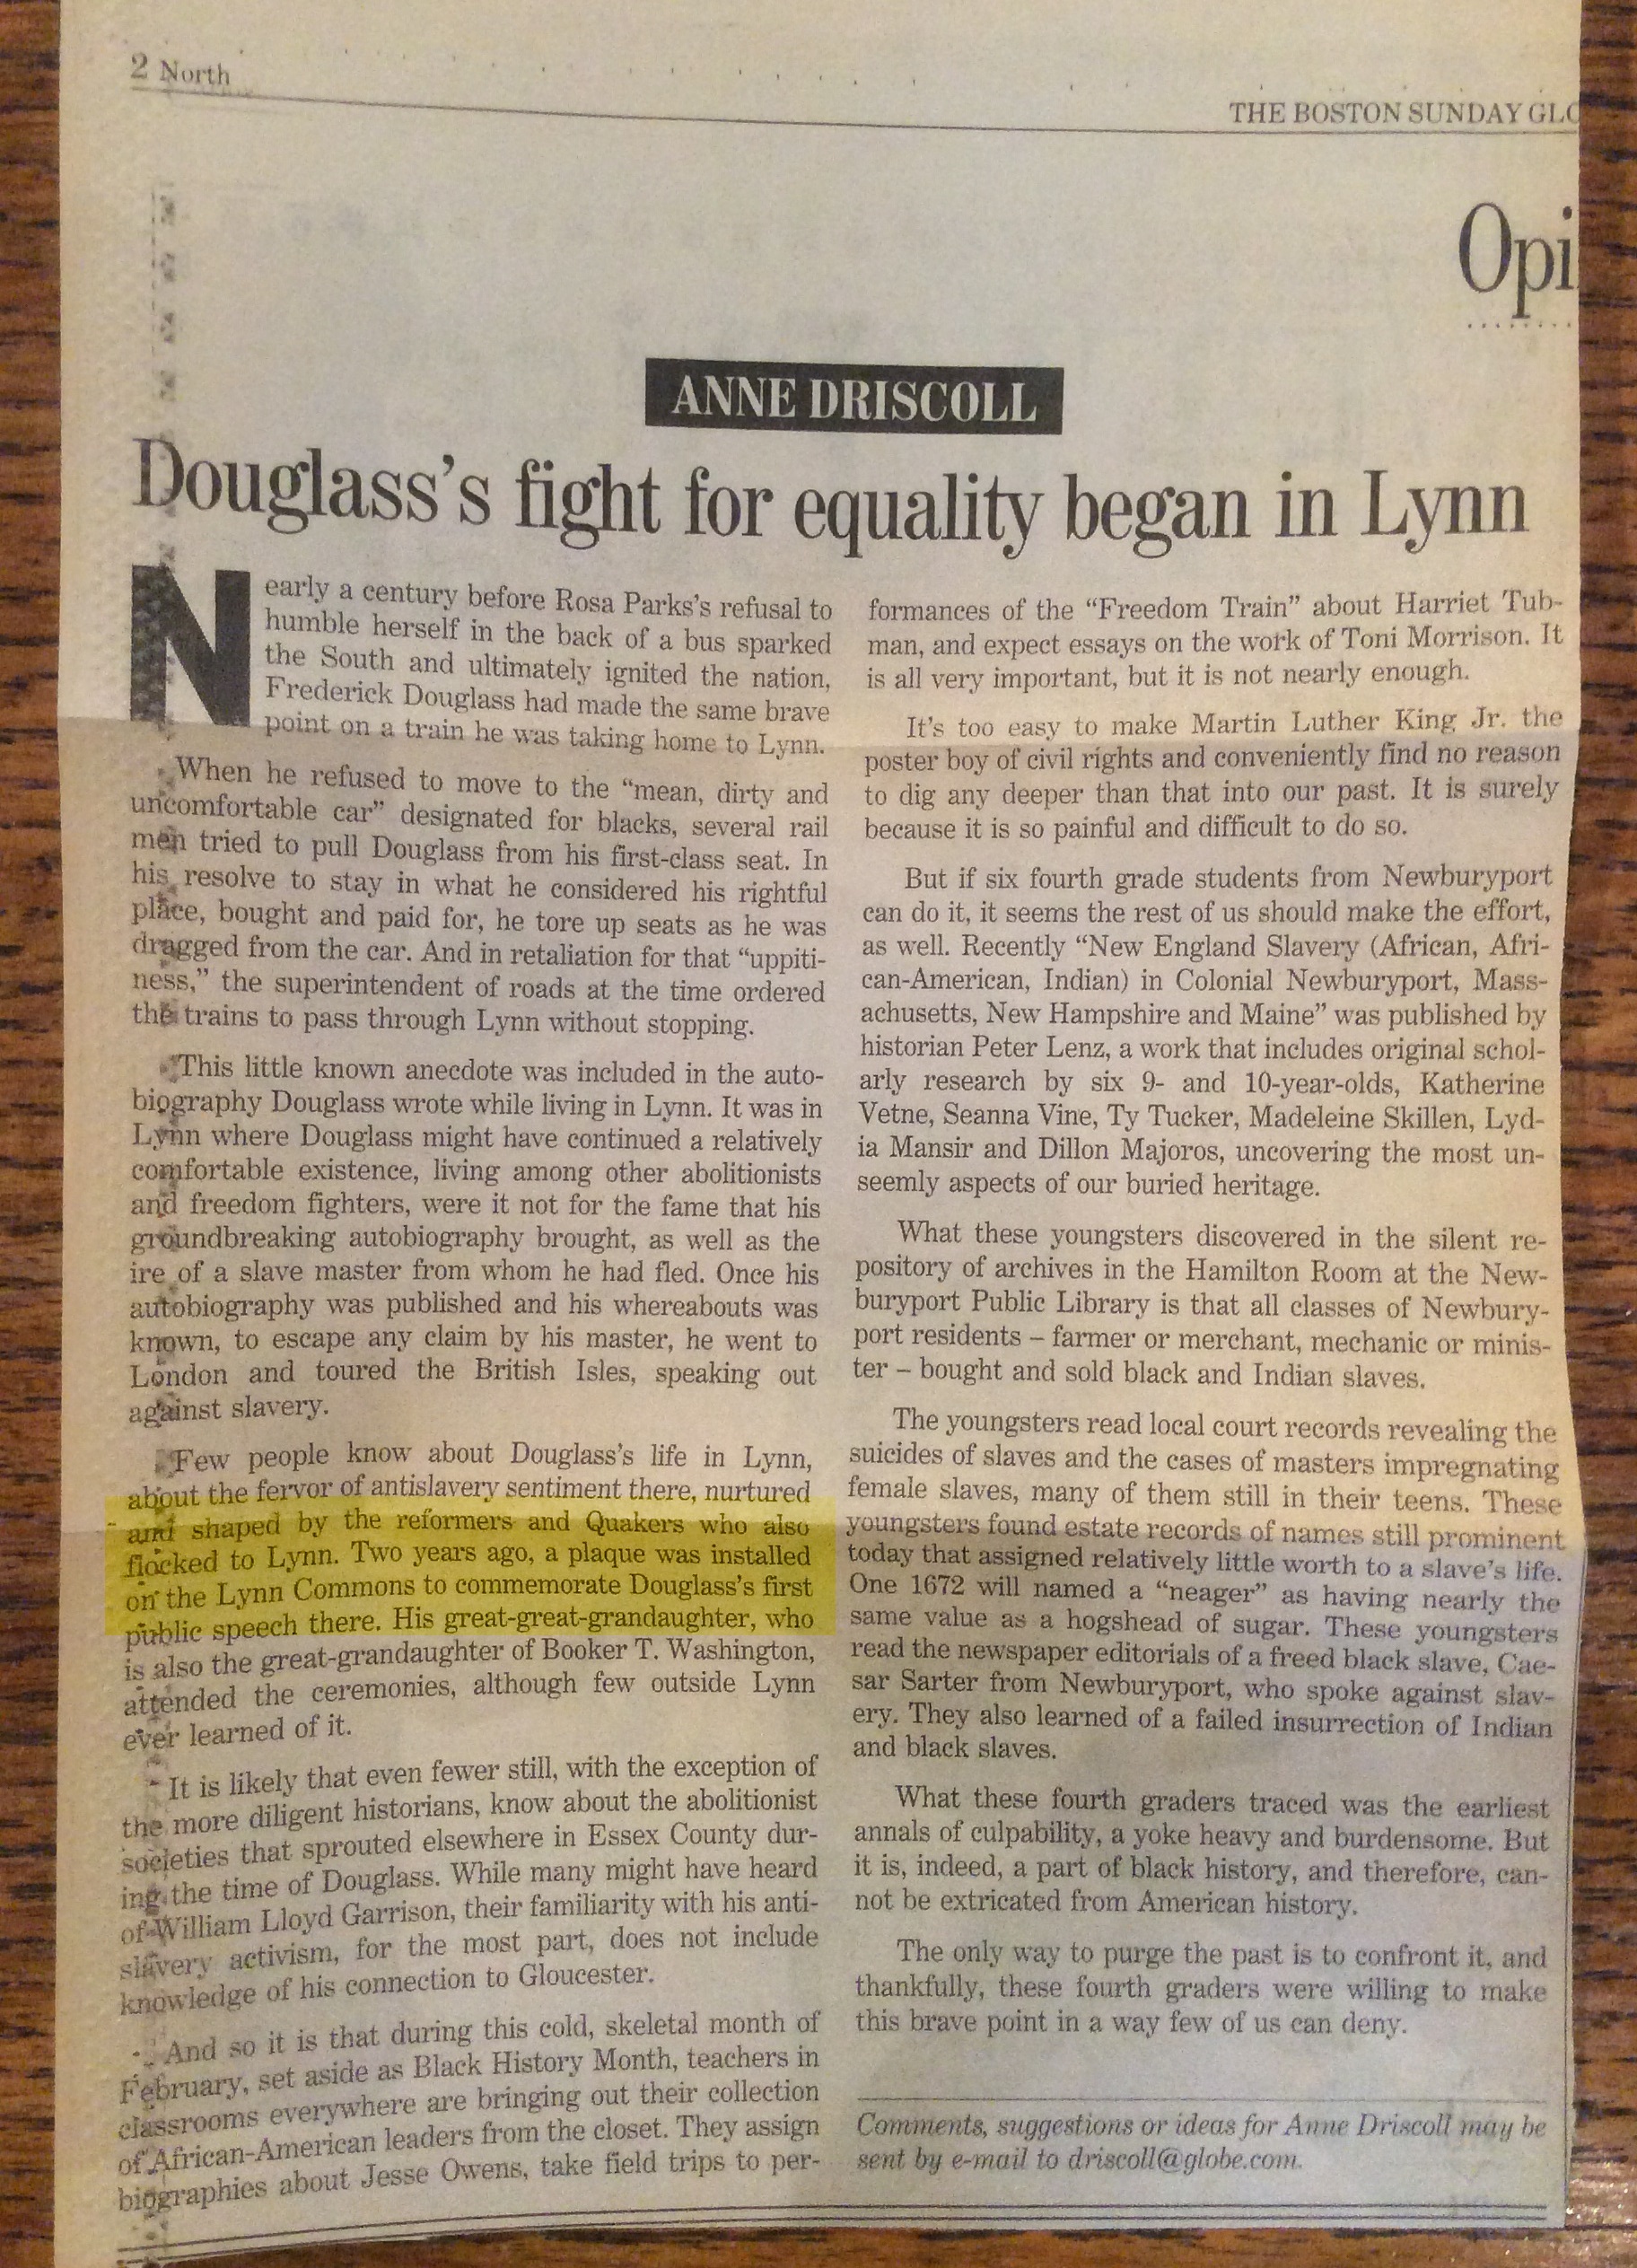 2 North
THE BOSTON SUNDAY GLO
Opi
ANNE DRISCOLL
Douglass's fight for equality began in Lynn
Nearly a century before Rosa Parks's refusal to
humble herself in the back of a bus sparked
the South and ultimately ignited the nation,
Frederick Douglass had made the same brave
point on a train he was taking home to Lynn.
When he refused to move to the “mean, dirty and
uncomfortable car” designated for blacks, several rail
men tried to pull Douglass from his first-class seat. In
his resolve to stay in what he considered his rightful
place, bought and paid for, he tore up seats as he was
dragged from the car. And in retaliation for that “uppiti-
ness,” the superintendent of roads at the time ordered
the trains to pass through Lynn without stopping.
This little known anecdote was included in the auto-
biography Douglass wrote while living in Lynn. It was in
Lynn where Douglass might have continued a relatively
comfortable existence, living among other abolitionists
and freedom fighters, were it not for the fame that his
groundbreaking autobiography brought, as well as the
ire of a slave master from whom he had fled. Once his
autobiography was published and his whereabouts was
known, to escape any claim by his master, he went to
London and toured the British Isles, speaking out
against slavery.
Few people know about Douglass's life in Lynn,
about the fervor of antislavery sentiment there, nurtured
and shaped by the reformers and Quakers who also
flocked to Lynn. Two years ago, a plaque was installed
on the Lynn Commons to commemorate Douglass's first
public speech there. His great-great-grandaughter, who
is also the great-grandaughter of Booker T. Washington,
attended the ceremonies, although few outside Lynn
ever learned of it.
It is likely that even fewer still, with the exception of
the more diligent historians, know about the abolitionist
societies that sprouted elsewhere in Essex County dur-
ing the time of Douglass. While many might have heard
of William Lloyd Garrison, their familiarity with his anti-
slavery activism, for the most part, does not include
knowledge of his connection to Gloucester.
And so it is that during this cold, skeletal month of
February, set aside as Black History Month, teachers in
classrooms everywhere are bringing out their collection
of African-American leaders from the closet. They assign
biographies about Jesse Owens, take field trips to per-
formances of the “Freedom Train” about Harriet Tub-
man, and expect essays on the work of Toni Morrison. It
is all very important, but it is not nearly enough.
It's too easy to make Martin Luther King Jr. the
poster boy of civil rights and conveniently find no reason
to dig any deeper than that into our past. It is surely
because it is so painful and difficult to do so.
But if six fourth grade students from Newburyport
can do it, it seems the rest of us should make the effort,
as well. Recently “New England Slavery (African, Afri-
can-American, Indian) in Colonial Newburyport, Mass-
achusetts, New Hampshire and Maine” was published by
historian Peter Lenz, a work that includes original schol-
arly research by six 9- and 10-year-olds, Katherine
Vetne, Seanna Vine, Ty Tucker, Madeleine Skillen, Lyd-
ia Mansir and Dillon Majoros, uncovering the most un-
seemly aspects of our buried heritage.
What these youngsters discovered in the silent re-
pository of archives in the Hamilton Room at the New-
buryport Public Library is that all classes of Newbury-
port residents – farmer or merchant, mechanic or minis-
ter – bought and sold black and Indian slaves.
The youngsters read local court records revealing the
suicides of slaves and the cases of masters impregnating
female slaves, many of them still in their teens. These
youngsters found estate records of names still prominent
today that assigned relatively little worth to a slave's life.
One 1672 will named a “neager” as having nearly the
same value as a hogshead of sugar. These youngsters
read the newspaper editorials of a freed black slave, Cae-
sar Sarter from Newburyport, who spoke against slav-
ery. They also learned of a failed insurrection of Indian
and black slaves.
What these fourth graders traced was the earliest
annals of culpability, a yoke heavy and burdensome. But
it is, indeed, a part of black history, and therefore, can-
not be extricated from American history.
The only way to purge the past is to confront it, and
thankfully, these fourth graders were willing to make
this brave point in a way few of us can deny.
Comments, suggestions or ideas for Anne Driscoll may be
sent by e-mail to driscoll@globe.com.